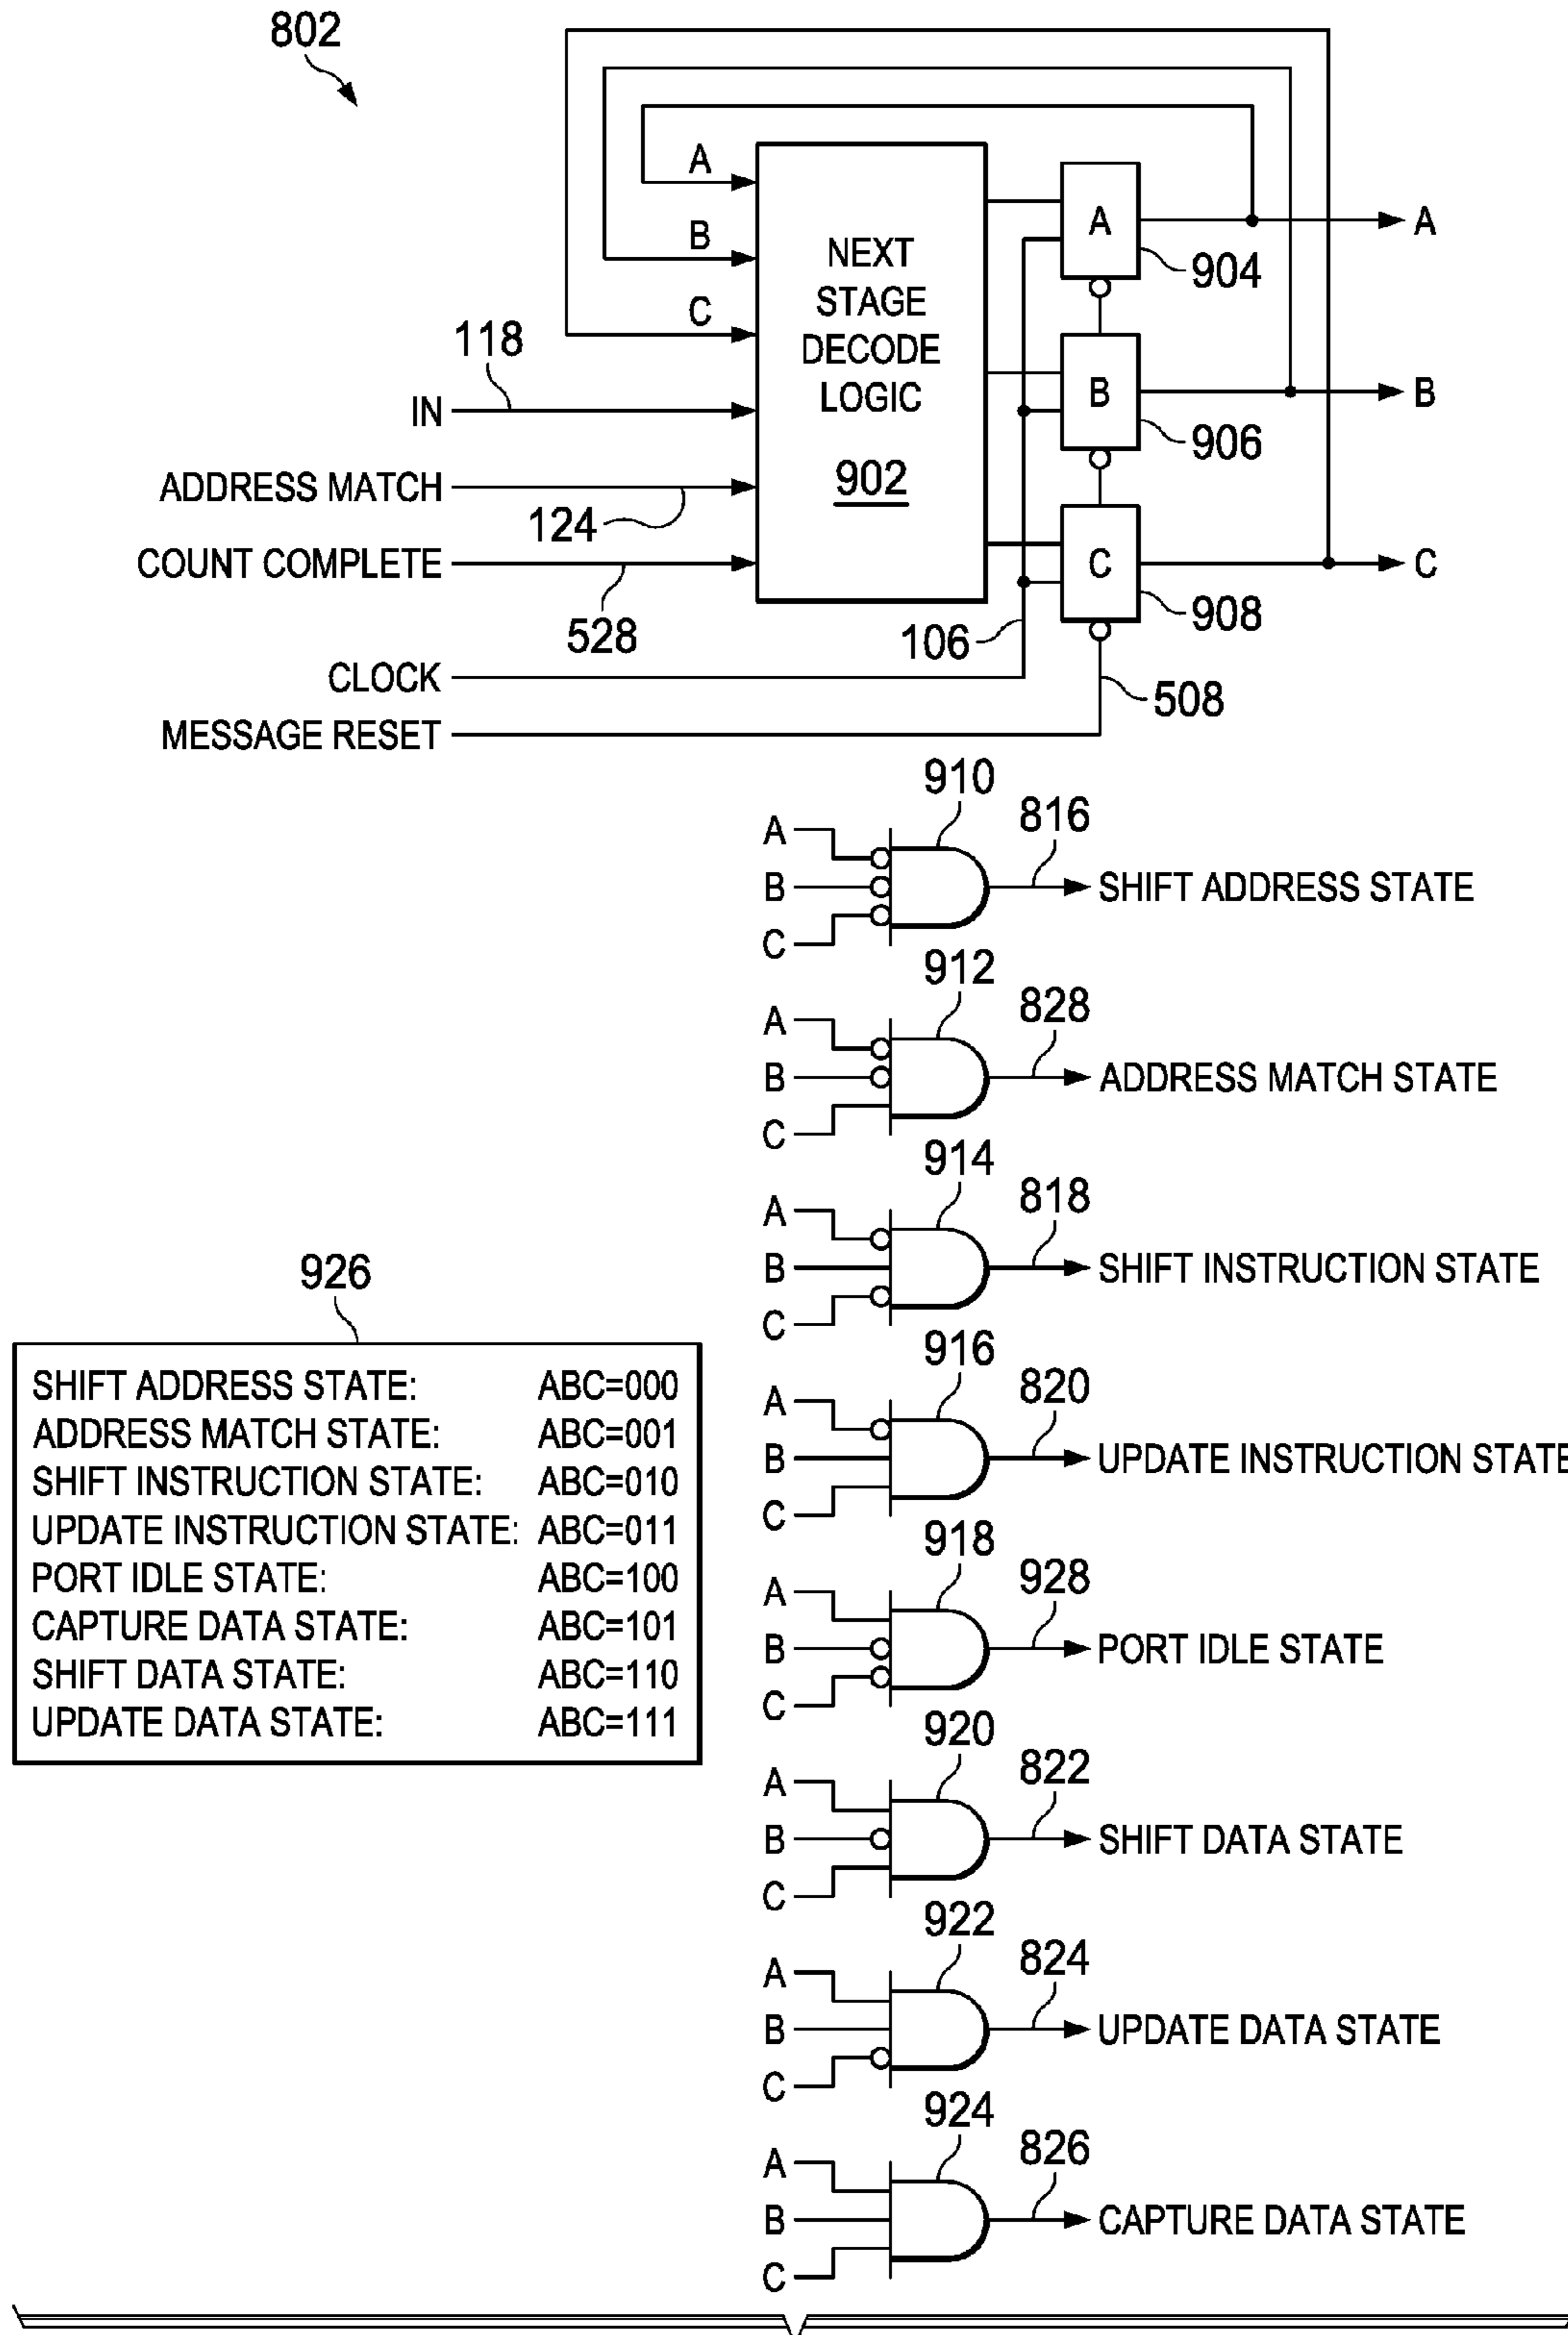 802
A
B
C
118
IN
ADDRESS MATCH
124
COUNT COMPLETE
528
CLOCK
MESSAGE RESET
NEXT
STAGE
DECODE
LOGIC
902
A
904
A
B
906
B
C
908
C
106
508
910
816
A
B
C
SHIFT ADDRESS STATE
912
828
A
B
C
ADDRESS MATCH STATE
914
818
A
B
C
SHIFT INSTRUCTION STATE
916
820
A
B
C
UPDATE INSTRUCTION STATE
918
928
A
B
C
PORT IDLE STATE
920
822
A
B
C
SHIFT DATA STATE
922
824
A
B
C
UPDATE DATA STATE
924
826
A
B
C
CAPTURE DATA STATE
926
SHIFT ADDRESS STATE: ABC=000
ADDRESS MATCH STATE: ABC=001
SHIFT INSTRUCTION STATE: ABC=010
UPDATE INSTRUCTION STATE: ABC=011
PORT IDLE STATE: ABC=100
CAPTURE DATA STATE: ABC=101
SHIFT DATA STATE: ABC=110
UPDATE DATA STATE: ABC=111